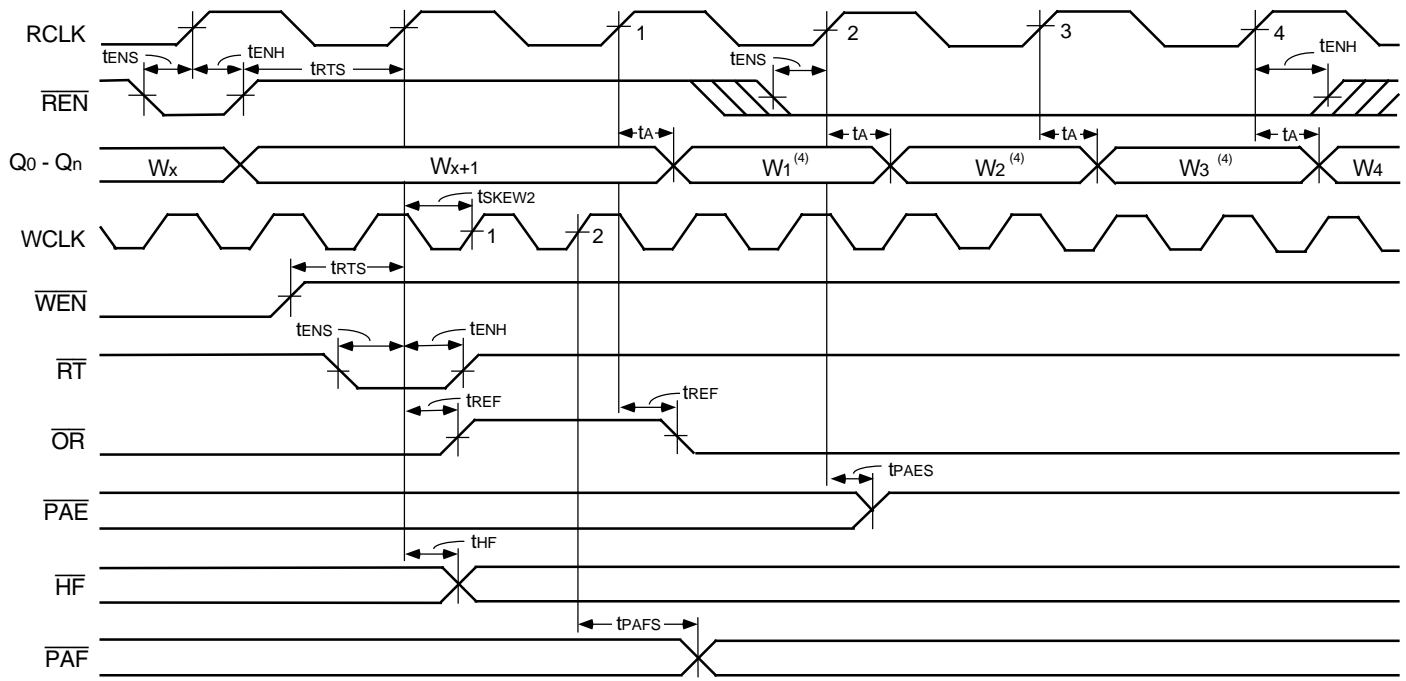 RCLK
1
2
3
4
tENS
tENH
tRTS
tENS
tENH
REN
tA
tA
tA
tA
Q0 - Qn
Wx
Wx+1
W1 (4)
W2 (4)
W3 (4)
W4
tSKEW2
WCLK
1
2
tRTS
WEN
tENS
tENH
RT
tREF
tREF
OR
tPAES
PAE
tHF
HF
tPAFS
PAF